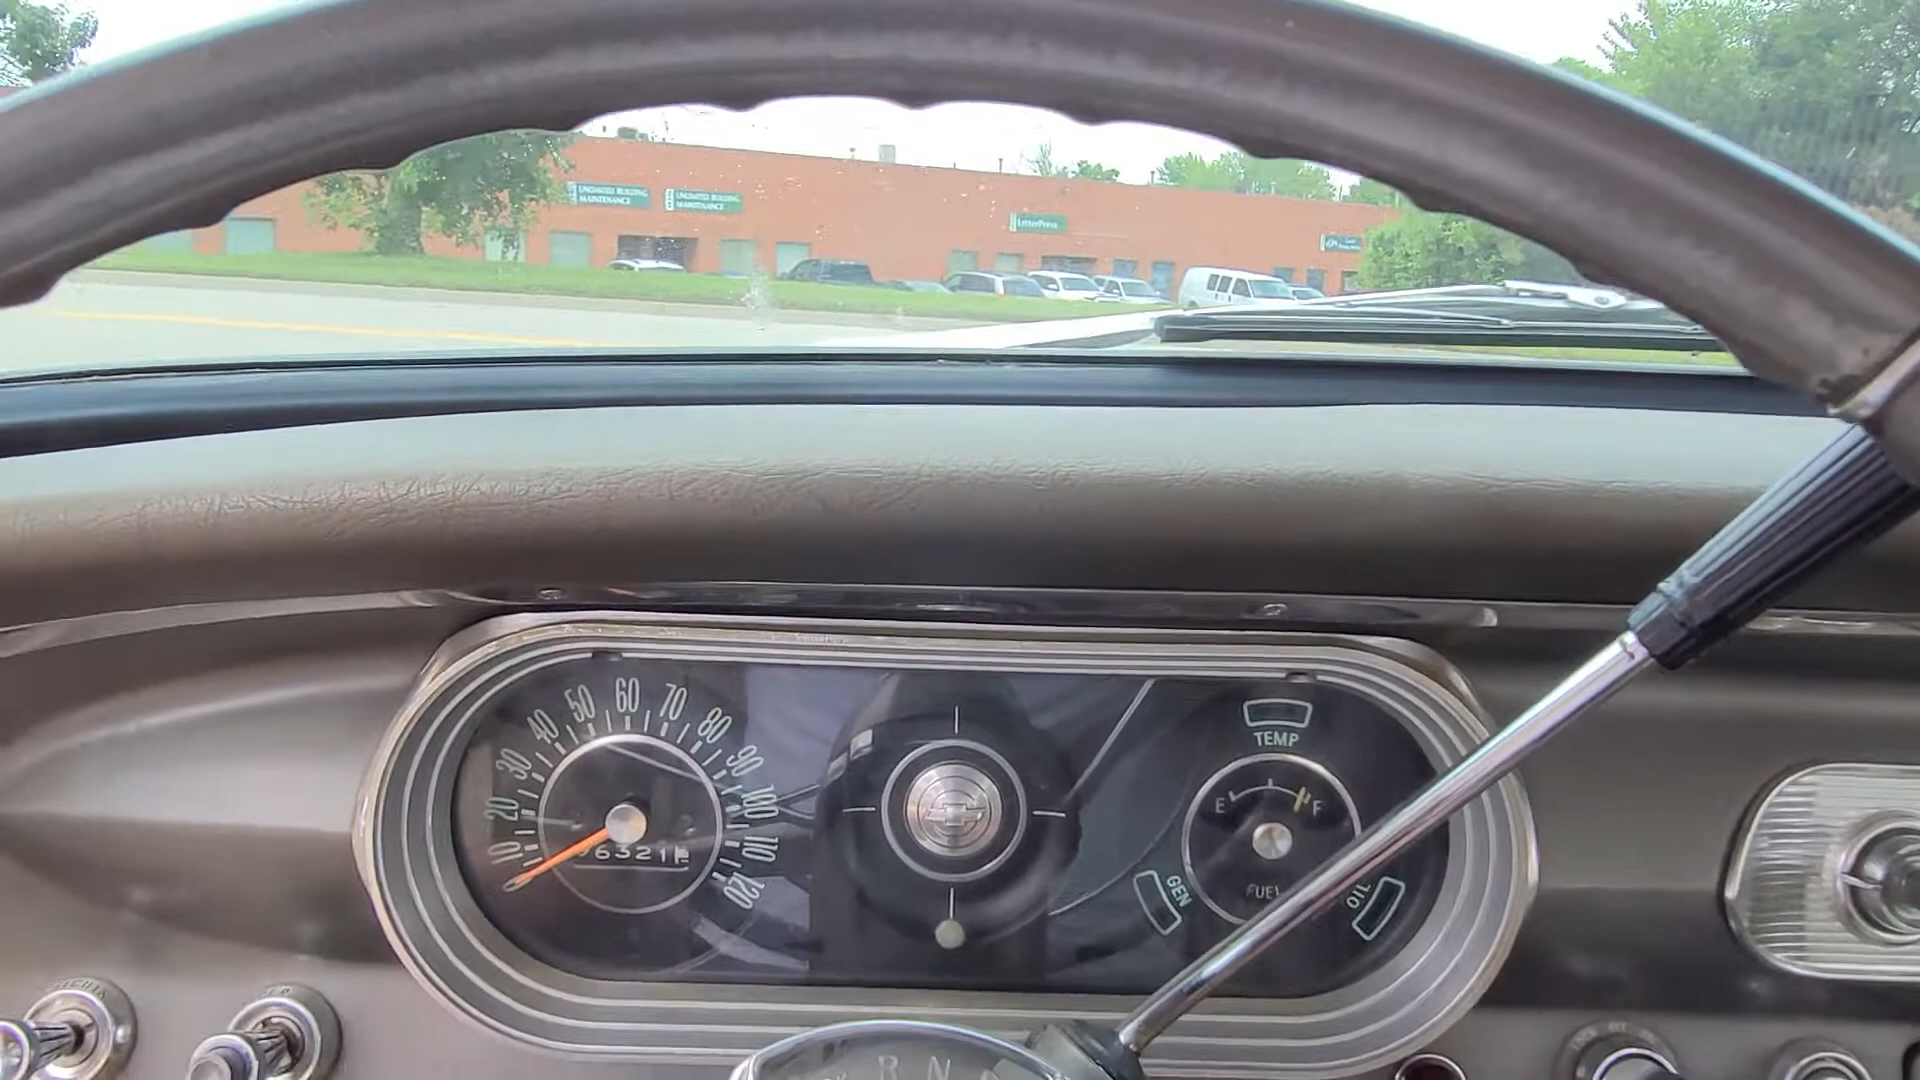 UNLIMITED BUILDING
MAINTENANCE
UNLIMITED BUILDING
MAINTENANCE
LetterPress
10
20
30
40
50
60
70
80
90
100
110
120
6321
TEMP
E
F
FUEL
GEN
OIL
R N